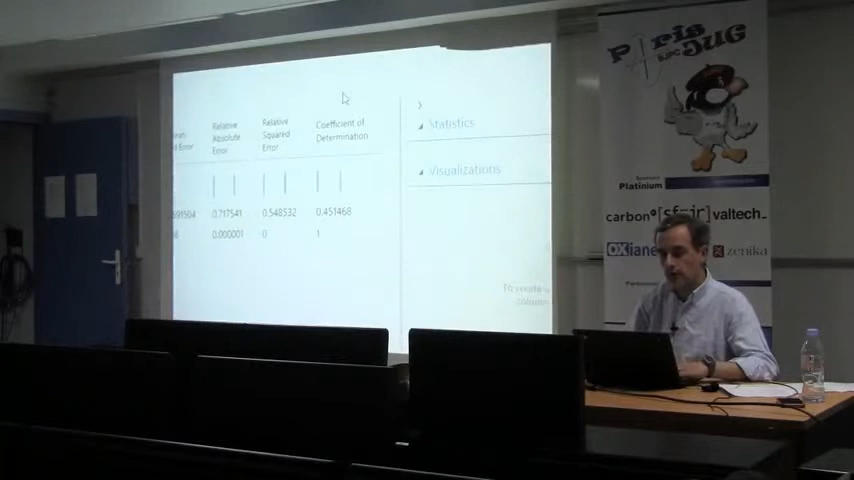 Relative
Absolute
Error
Relative
Squared
Error
Coefficient of
Determination
0.717541
0.548532
0.451468
0.000001
0
1
Statistics
Visualizations
Paris
JUG
Platinium
carbon
valtech_
zenika